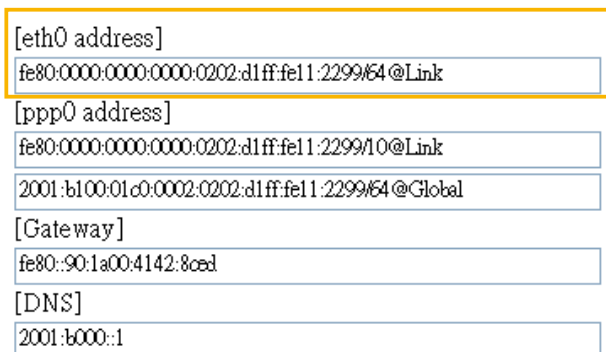 [eth0 address]
fe80:0000:0000:0000:0202:d1ff:fe11:2299/64@Link
[ppp0 address]
fe80:0000:0000:0000:0202:d1ff:fe11:2299/10@Link
2001:b100:01c0:0002:0202:d1ff:fe11:2299/64@Global
[Gateway]
fe80::90:1a00:4142:8ced
[DNS]
2001:b000::1